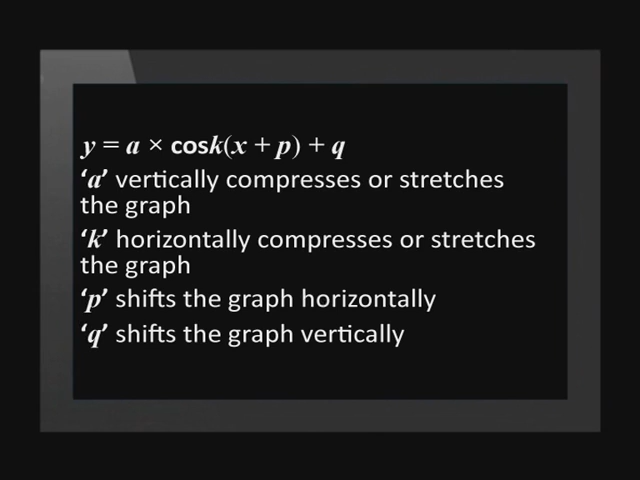 y = a × cosk(x + p) + q
‘a’ vertically compresses or stretches
the graph
‘k’ horizontally compresses or stretches
the graph
‘p’ shifts the graph horizontally
‘q’ shifts the graph vertically